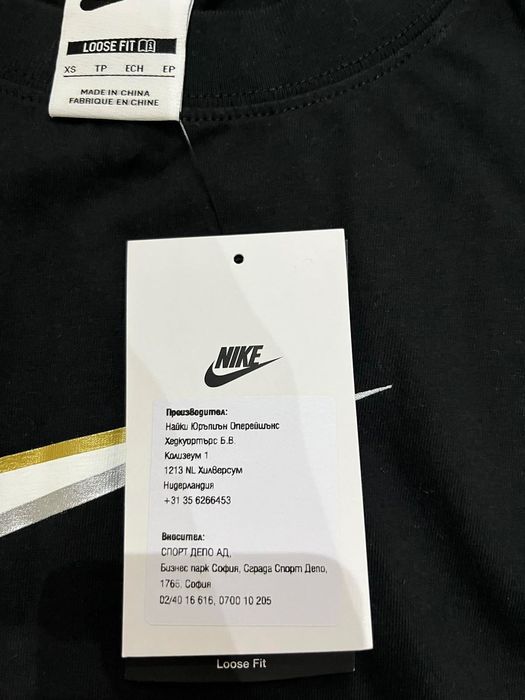 LOOSE FIT
XS TP ECH EP
MADE IN CHINA
FABRIQUE EN CHINE
NIKE
Производител:
Найки Юръпиън Оперейшънс
Хедкуортърс Б.В.
Колизеум 1
1213 NL Хилверсум
Нидерландия
+31 35 6266453
Вносител:
СПОРТ ДЕПО АД,
Бизнес парк София, Сграда Спорт Депо,
1766, София
02/40 16 616, 0700 10 205
Loose Fit